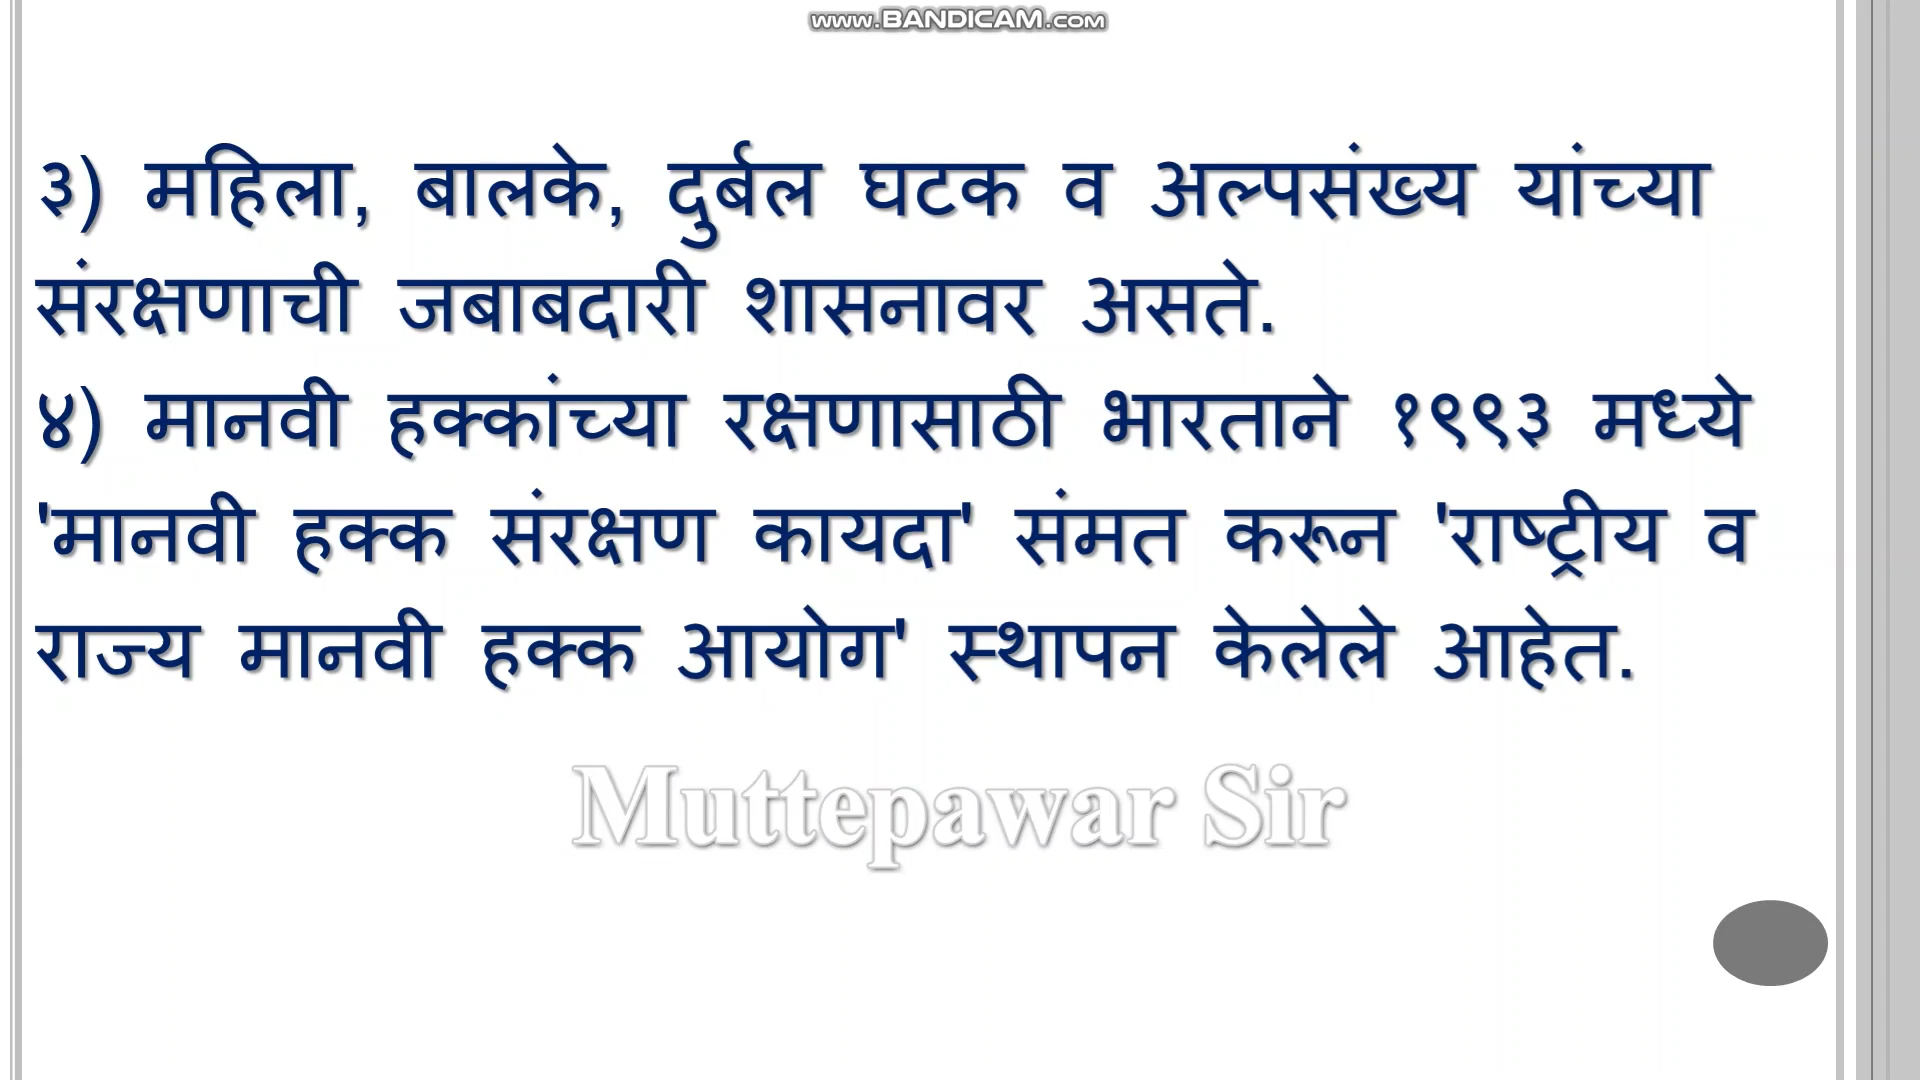 www.BANDICAM.com
३) महिला, बालके, दुर्बल घटक व अल्पसंख्य यांच्या
संरक्षणाची जबाबदारी शासनावर असते.
४) मानवी हक्कांच्या रक्षणासाठी भारताने १९९३ मध्ये
'मानवी हक्क संरक्षण कायदा' संमत करून 'राष्ट्रीय व
राज्य मानवी हक्क आयोग' स्थापन केलेले आहेत.
Muttepawar Sir